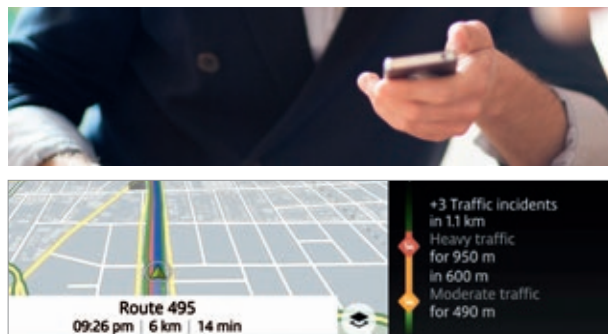 +3 Traffic incidents
in 1.1 km
Heavy traffic
for 950 m
in 600 m
Moderate traffic
for 490 m
Route 495
09:26 pm | 6 km | 14 min